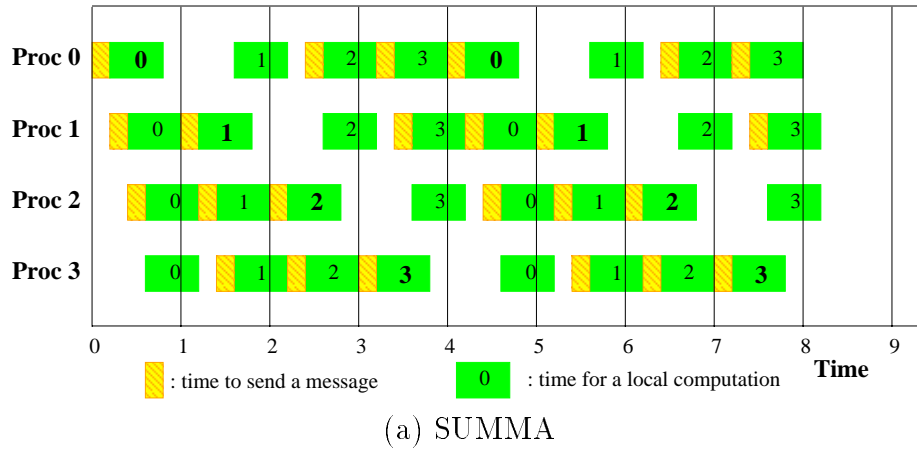 Proc 0 0 1 2 3 0 1 2 3
Proc 1 0 1 2 3 0 1 2 3
Proc 2 0 1 2 3 0 1 2 3
Proc 3 0 1 2 3 0 1 2 3
0 1 2 3 4 5 6 7 8 9
Time
: time to send a message 0 : time for a local computation
(a) SUMMA